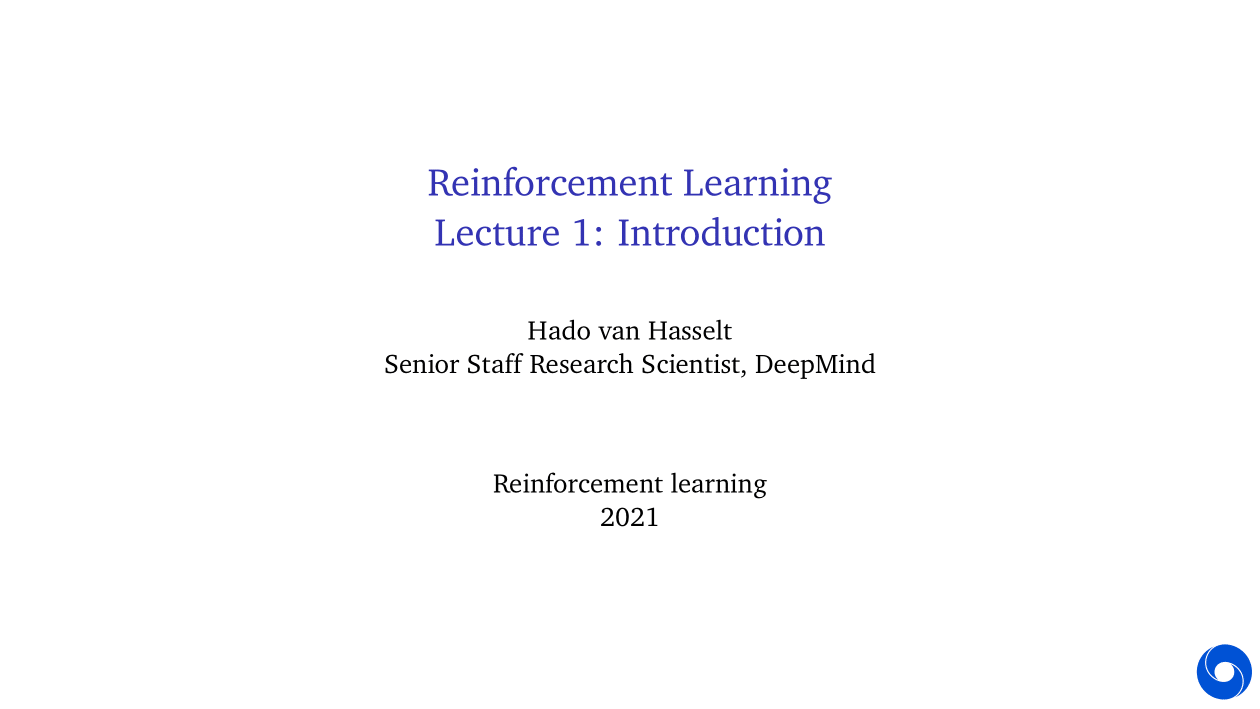 Reinforcement Learning
Lecture 1: Introduction
Hado van Hasselt
Senior Staff Research Scientist, DeepMind
Reinforcement learning
2021